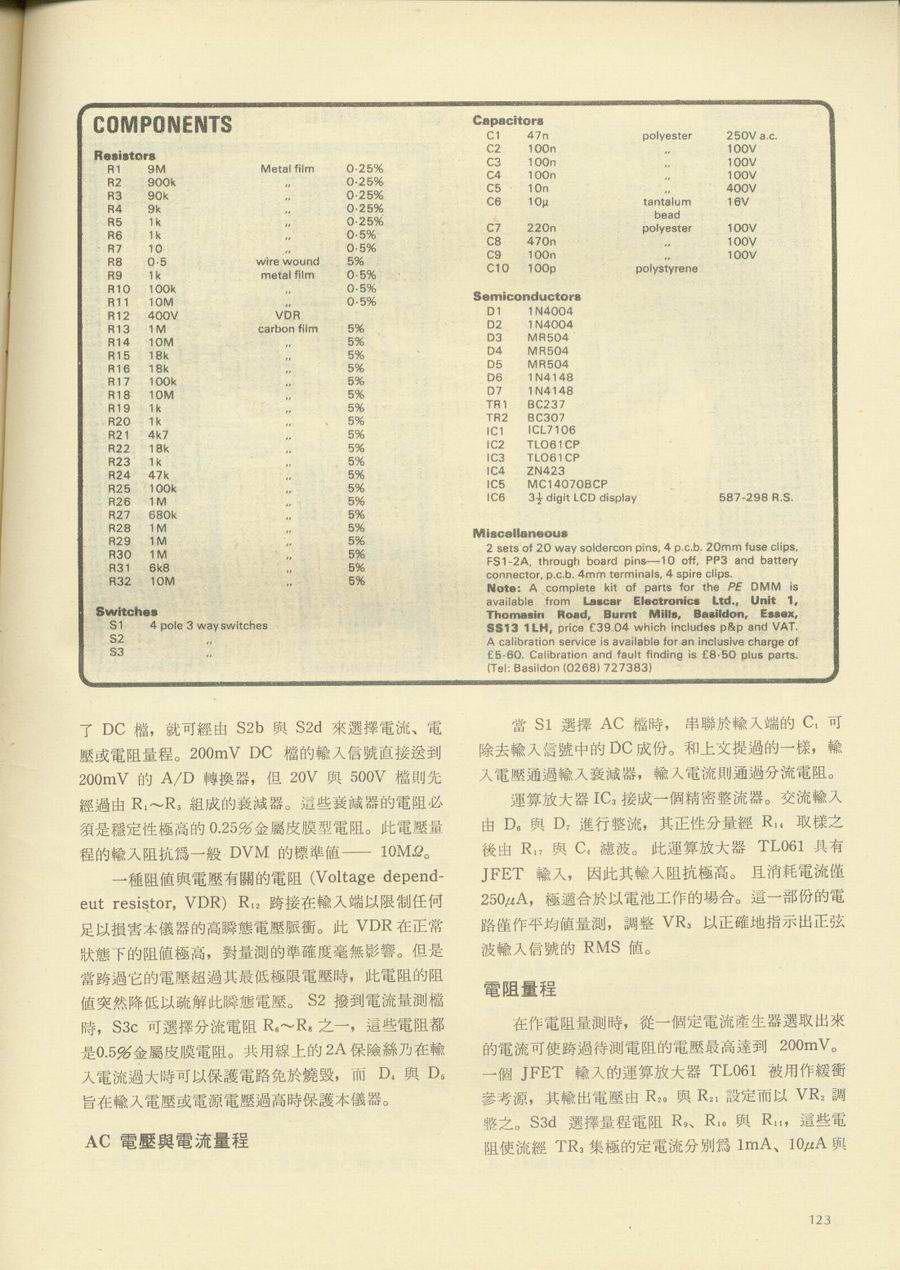 COMPONENTS
Resistors
R1 9M Metal film 0·25%
R2 900k ,, 0·25%
R3 90k ,, 0·25%
R4 9k ,, 0·25%
R5 1k ,, 0·25%
R6 1k ,, 0·5%
R7 10 ,, 0·5%
R8 0·5 wire wound 5%
R9 1k metal film 0·5%
R10 100k ,, 0·5%
R11 10M ,, 0·5%
R12 400V VDR
R13 1M carbon film 5%
R14 10M ,, 5%
R15 18k ,, 5%
R16 18k ,, 5%
R17 100k ,, 5%
R18 10M ,, 5%
R19 1k ,, 5%
R20 1k ,, 5%
R21 4k7 ,, 5%
R22 18k ,, 5%
R23 1k ,, 5%
R24 47k ,, 5%
R25 100k ,, 5%
R26 1M ,, 5%
R27 680k ,, 5%
R28 1M ,, 5%
R29 1M ,, 5%
R30 1M ,, 5%
R31 6k8 ,, 5%
R32 10M ,, 5%
Switches
S1 4 pole 3 way switches
S2 ,,
S3 ,,
Capacitors
C1 47n polyester 250V a.c.
C2 100n ,, 100V
C3 100n ,, 100V
C4 100n ,, 100V
C5 10n ,, 400V
C6 10µ tantalum 16V
bead
C7 220n polyester 100V
C8 470n ,, 100V
C9 100n ,, 100V
C10 100p polystyrene
Semiconductors
D1 1N4004
D2 1N4004
D3 MR504
D4 MR504
D5 MR504
D6 1N4148
D7 1N4148
TR1 BC237
TR2 BC307
IC1 ICL7106
IC2 TLO61CP
IC3 TLO61CP
IC4 ZN423
IC5 MC14070BCP
IC6 3½ digit LCD display 587-298 R.S.
Miscellaneous
2 sets of 20 way soldercon pins, 4 p.c.b. 20mm fuse clips,
FS1-2A, through board pins—10 off, PP3 and battery
connector, p.c.b. 4mm terminals, 4 spire clips.
Note: A complete kit of parts for the PE DMM is
available from Lascar Electronics Ltd., Unit 1,
Thomasin Road, Burnt Mills, Basildon, Essex,
SS13 1LH, price £39.04 which includes p&p and VAT.
A calibration service is available for an inclusive charge of
£5·60. Calibration and fault finding is £8·50 plus parts.
(Tel: Basildon (0268) 727383)
了 DC 檔，就可經由 S2b 與 S2d 來選擇電流、電
壓或電阻量程。200mV DC 檔的輸入信號直接送到
200mV 的 A/D 轉換器，但 20V 與 500V 檔則先
經過由 R₁～R₅ 組成的衰減器。這些衰減器的電阻必
須是穩定性極高的 0.25%金屬皮膜型電阻。此電壓量
程的輸入阻抗爲一般 DVM 的標準値—— 10MΩ。
一種阻値與電壓有關的電阻 (Voltage depend-
eut resistor, VDR) R₁₂ 跨接在輸入端以限制任何
足以損害本儀器的高瞬態電壓脈衝。此 VDR 在正常
狀態下的阻値極高，對量測的準確度毫無影響。但是
當跨過它的電壓超過其最低極限電壓時，此電阻的阻
値突然降低以疏解此瞬態電壓。 S2 撥到電流量測檔
時，S3c 可選擇分流電阻 R₆～R₈ 之一，這些電阻都
是0.5%金屬皮膜電阻。共用線上的 2A 保險絲乃在輸
入電流過大時可以保護電路免於燒毀，而 D₄ 與 D₅
旨在輸入電壓或電源電壓過高時保護本儀器。
AC 電壓與電流量程
當 S1 選擇 AC 檔時， 串聯於輸入端的 C₁ 可
除去輸入信號中的 DC 成份。和上文提過的一樣，輸
入電壓通過輸入衰減器，輸入電流則通過分流電阻。
運算放大器 IC₃ 接成一個精密整流器。交流輸入
由 D₆ 與 D₇ 進行整流，其正性分量經 R₁₄ 取樣之
後由 R₁₇ 與 C₄ 濾波。 此運算放大器 TL061 具有
JFET 輸入，因此其輸入阻抗極高。 且消耗電流僅
250μA，極適合於以電池工作的場合。這一部份的電
路僅作平均値量測，調整 VR₃ 以正確地指示出正弦
波輸入信號的 RMS 値。
電阻量程
在作電阻量測時，從一個定電流產生器選取出來
的電流可使跨過待測電阻的電壓最高達到 200mV。
一個 JFET 輸入的運算放大器 TL061 被用作緩衝
參考源，其輸出電壓由 R₂₀ 與 R₂₁ 設定而以 VR₂ 調
整之。S3d 選擇量程電阻 R₉、R₁₀ 與 R₁₁，這些電
阻使流經 TR₃ 集極的定電流分別爲 1mA、10μA 與
123